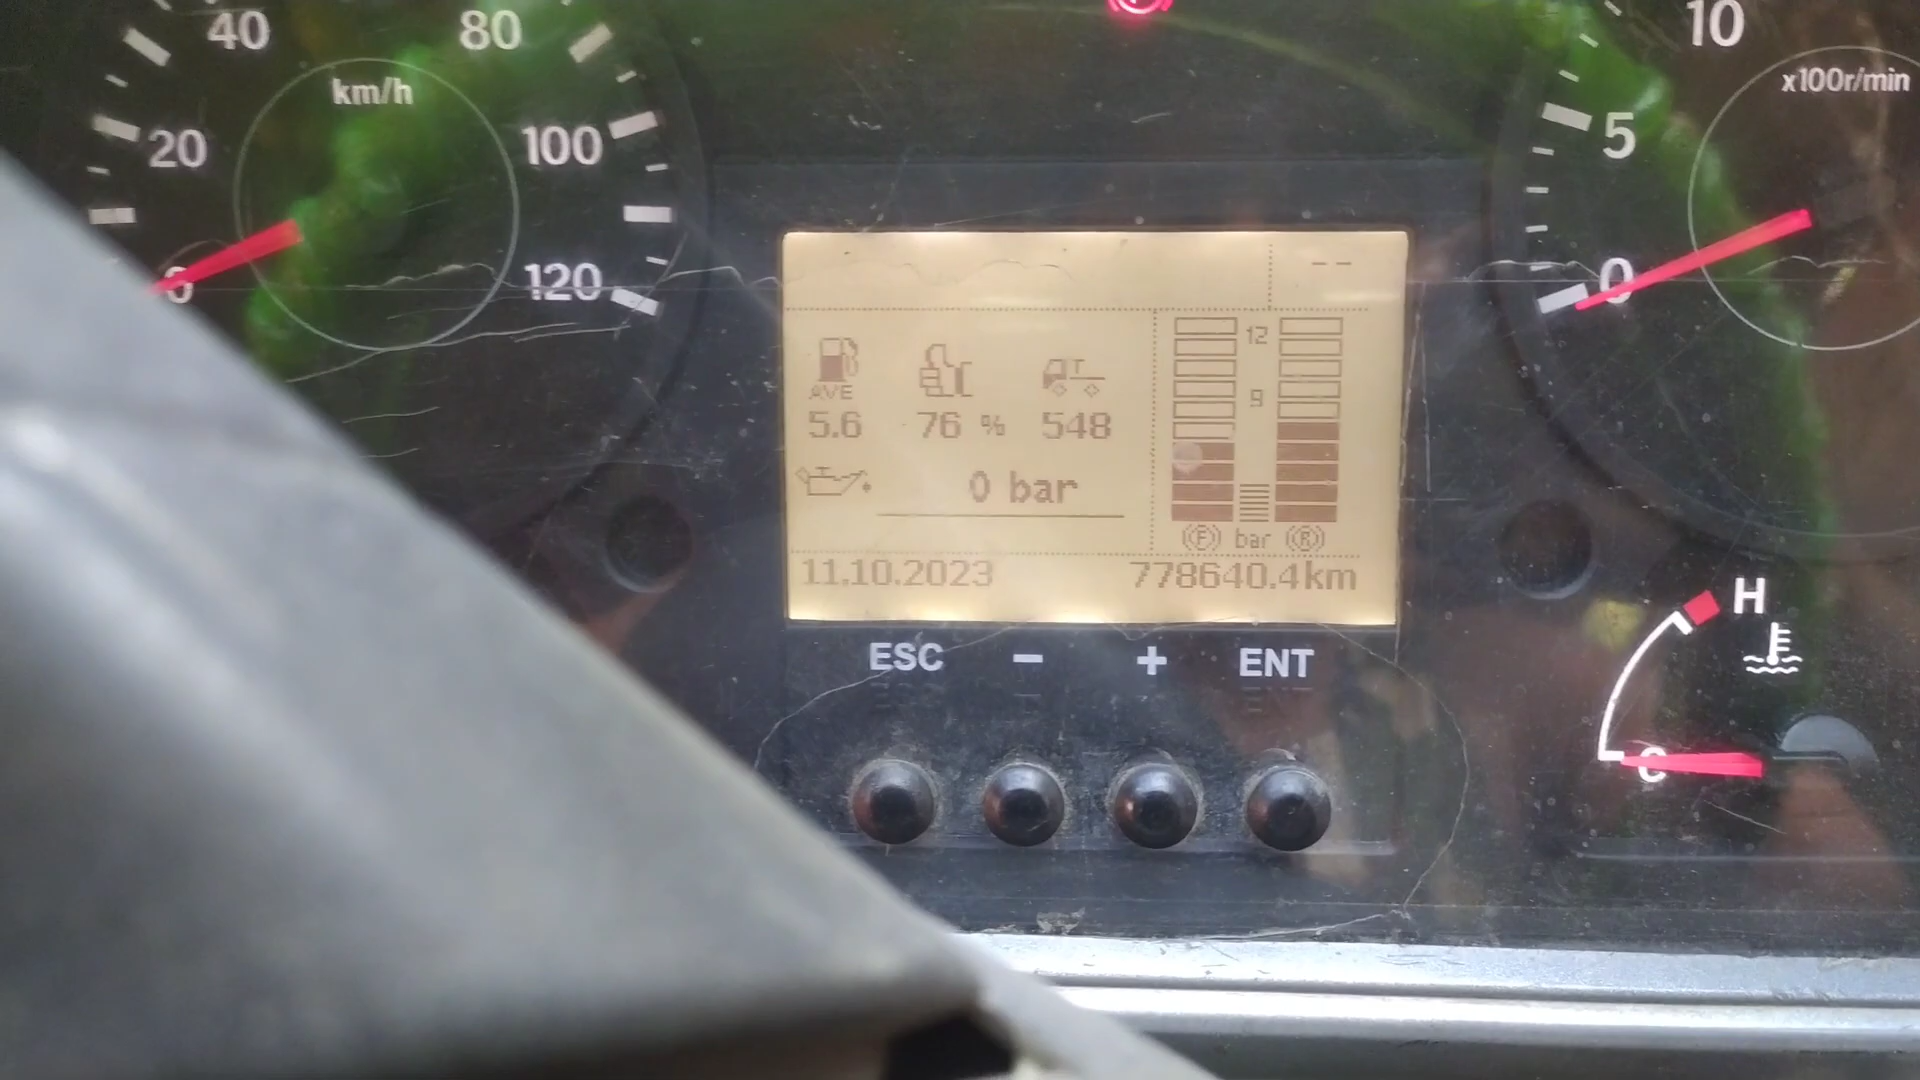 40 80
km/h
20 100
0 120
10
x100r/min
5
0
--
12
9
AVE
5.6 76 % 548
0 bar
(F) bar (R)
11.10.2023 778640.4km
ESC - + ENT
H
C